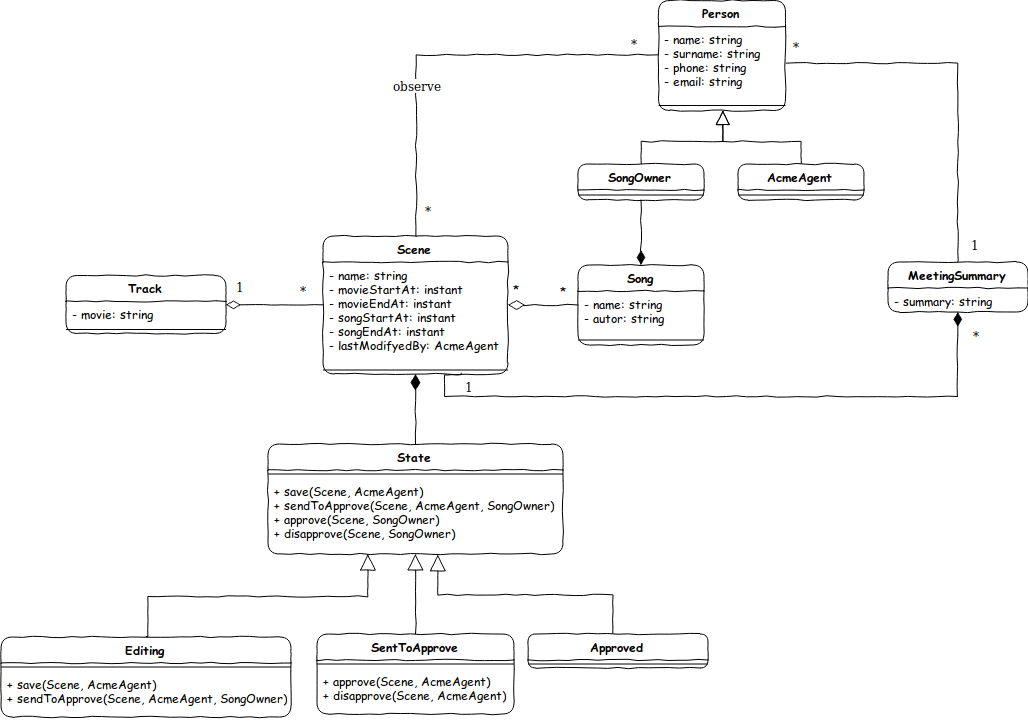 Person
- name: string
- surname: string
- phone: string
- email: string
*
*
observe
SongOwner
AcmeAgent
*
Scene
- name: string
- movieStartAt: instant
- movieEndAt: instant
- songStartAt: instant
- songEndAt: instant
- lastModifyedBy: AcmeAgent
1
MeetingSummary
- summary: string
*
Track
- movie: string
1
*
*
*
Song
- name: string
- autor: string
1
State
+ save(Scene, AcmeAgent)
+ sendToApprove(Scene, AcmeAgent, SongOwner)
+ approve(Scene, SongOwner)
+ disapprove(Scene, SongOwner)
Editing
+ save(Scene, AcmeAgent)
+ sendToApprove(Scene, AcmeAgent, SongOwner)
SentToApprove
+ approve(Scene, AcmeAgent)
+ disapprove(Scene, AcmeAgent)
Approved